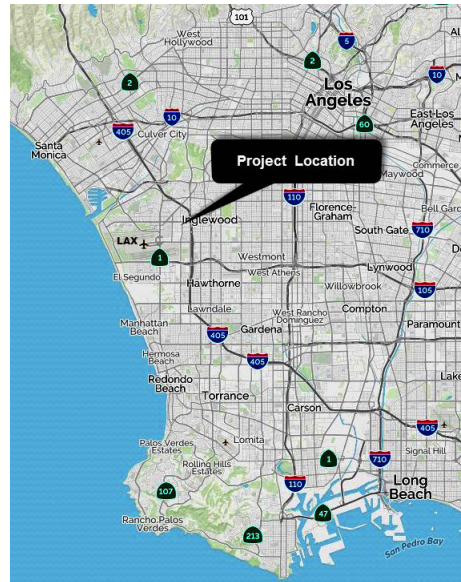 101
West
Hollywood
5
2
Los
Angeles
2
10
10
405
Culver City
60
East Los
Angeles
Santa
Monica
Project Location
Commerce
Maywood
110
Florence-
Graham
Bell Gard
Inglewood
South Gate
710
LAX
1
Westmont
West Athens
Lynwood
El Segundo
Hawthorne
Willowbrook
105
Lawndale
West Rancho
Dominguez
Compton
Manhattan
Beach
405
Gardena
Paramount
Hermosa
Beach
405
Redondo
Beach
Lake
Torrance
Carson
405
Palos Verdes
Estates
Lomita
Signal Hill
Rolling Hills
Estates
1
710
107
110
Long
Beach
Rancho Palos
Verdes
47
213
San Pedro Bay